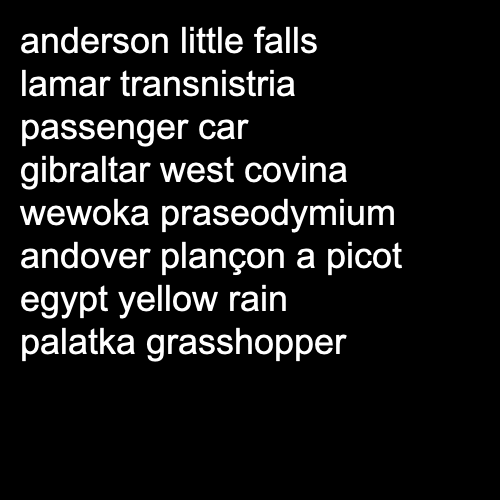 anderson little falls
lamar transnistria
passenger car
gibraltar west covina
wewoka praseodymium
andover plançon a picot
egypt yellow rain
palatka grasshopper